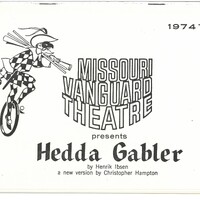 1974
MISSOURI
VANGUARD
THEATRE
presents
Hedda Gabler
by Henrik Ibsen
a new version by Christopher Hampton